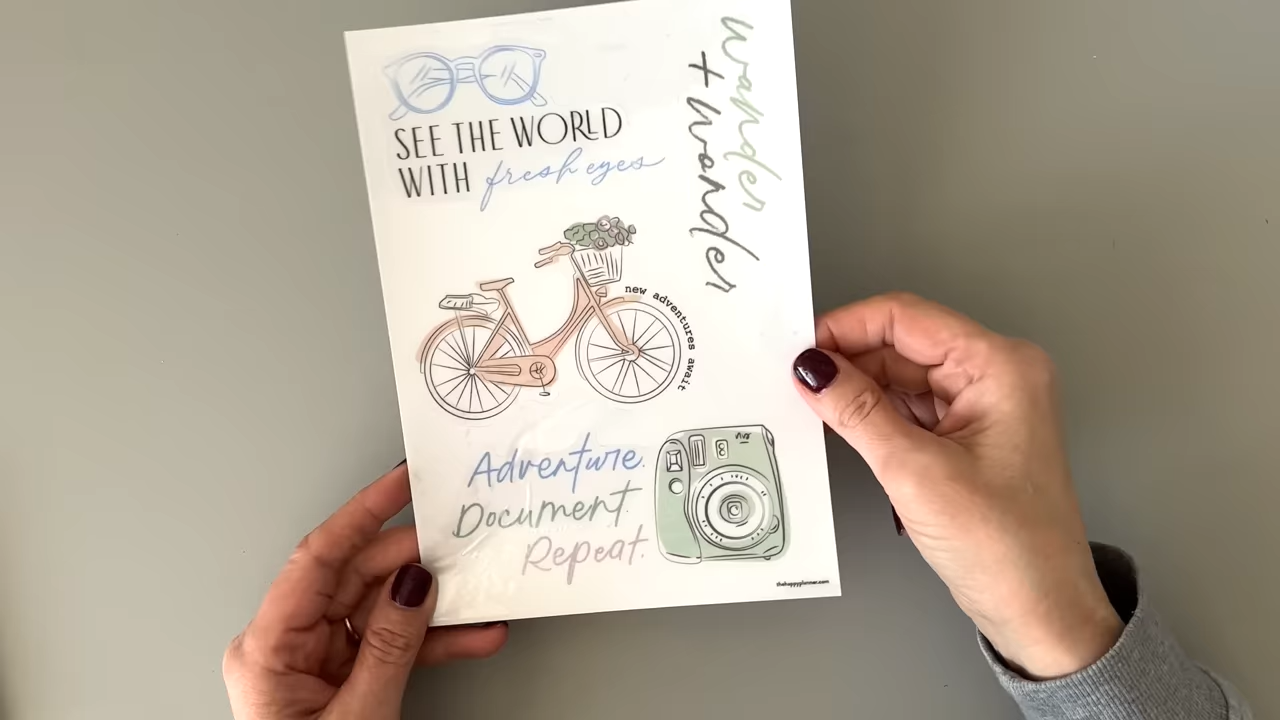 SEE THE WORLD
WITH fresh eyes
wander
+ wonder
new adventures await
Adventure.
Document.
Repeat.
thehappyplanner.com